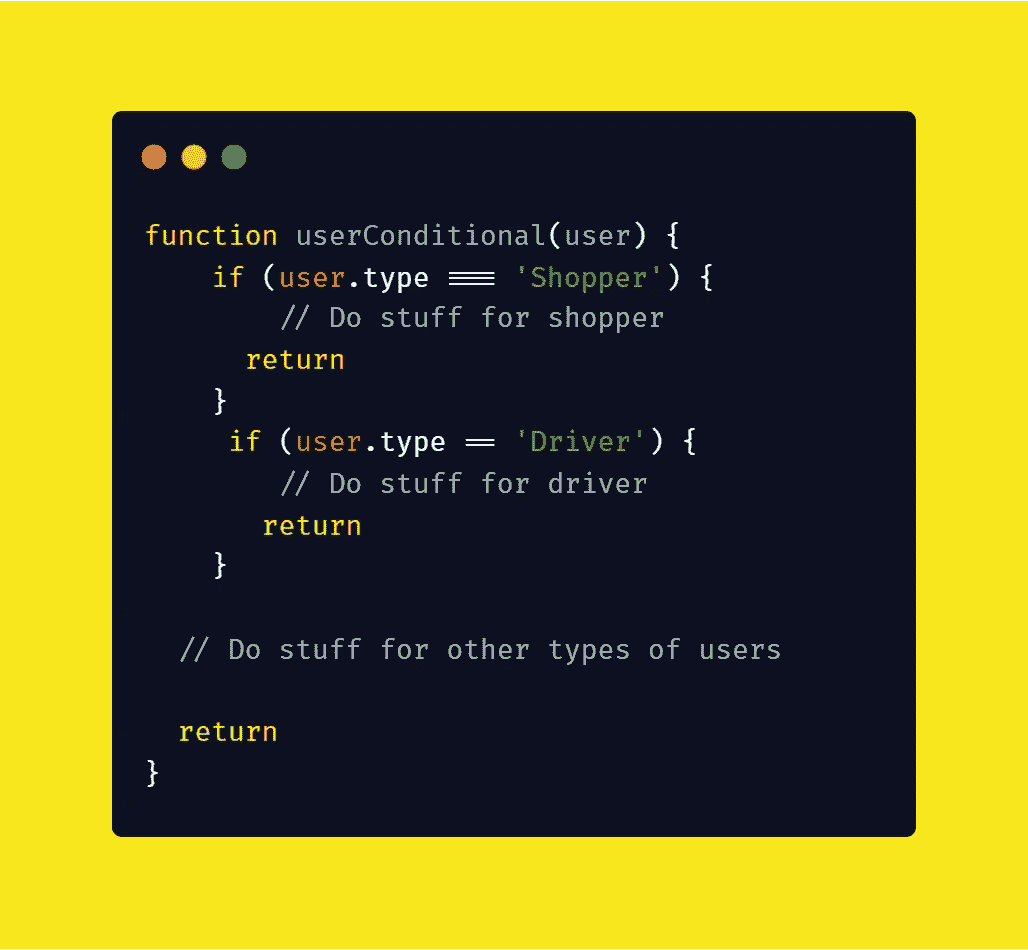 function userConditional(user) {
    if (user.type === 'Shopper') {
        // Do stuff for shopper
      return
    }
     if (user.type == 'Driver') {
        // Do stuff for driver
       return
    }
  // Do stuff for other types of users
  return
}